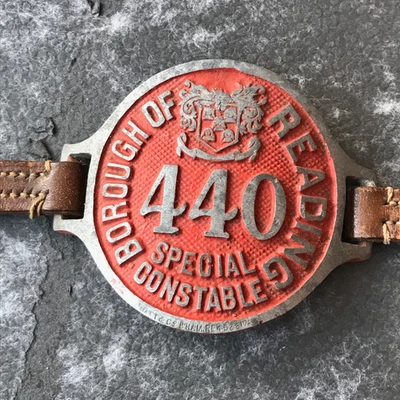 BOROUGH OF READING
440
SPECIAL
CONSTABLE